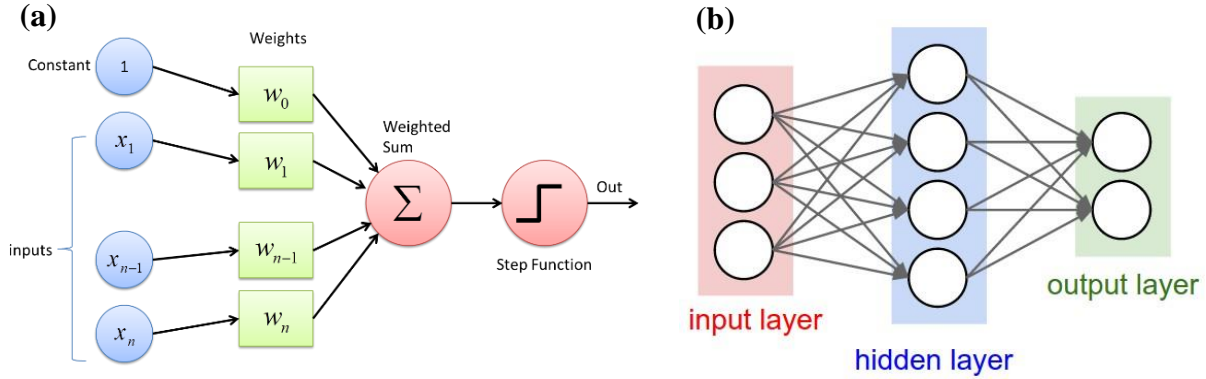 (a)
Weights
Constant
1
w₀
x₁
w₁
Weighted
Sum
Σ
Out
inputs
xₙ₋₁
wₙ₋₁
Step Function
xₙ
wₙ
(b)
input layer
hidden layer
output layer